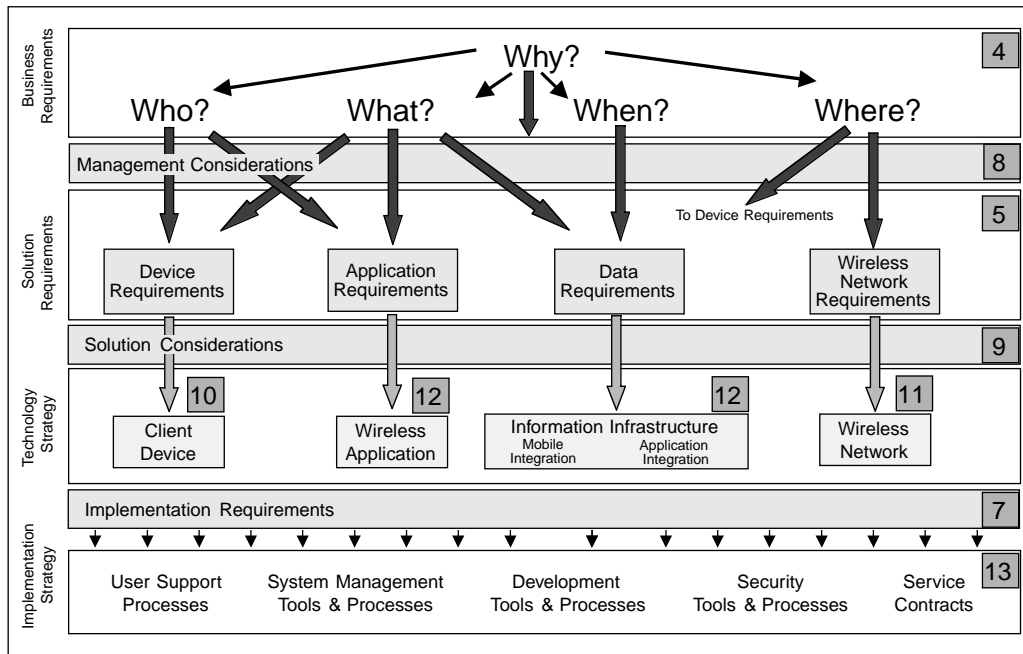 Business
Requirements
Why?
4
Who?
What?
When?
Where?
Management Considerations
8
Solution
Requirements
To Device Requirements
5
Device
Requirements
Application
Requirements
Data
Requirements
Wireless
Network
Requirements
Solution Considerations
9
Technology
Strategy
10
12
12
11
Client
Device
Wireless
Application
Information Infrastructure
Mobile
Integration
Application
Integration
Wireless
Network
Implementation Requirements
7
Implementation
Strategy
13
User Support
Processes
System Management
Tools & Processes
Development
Tools & Processes
Security
Tools & Processes
Service
Contracts